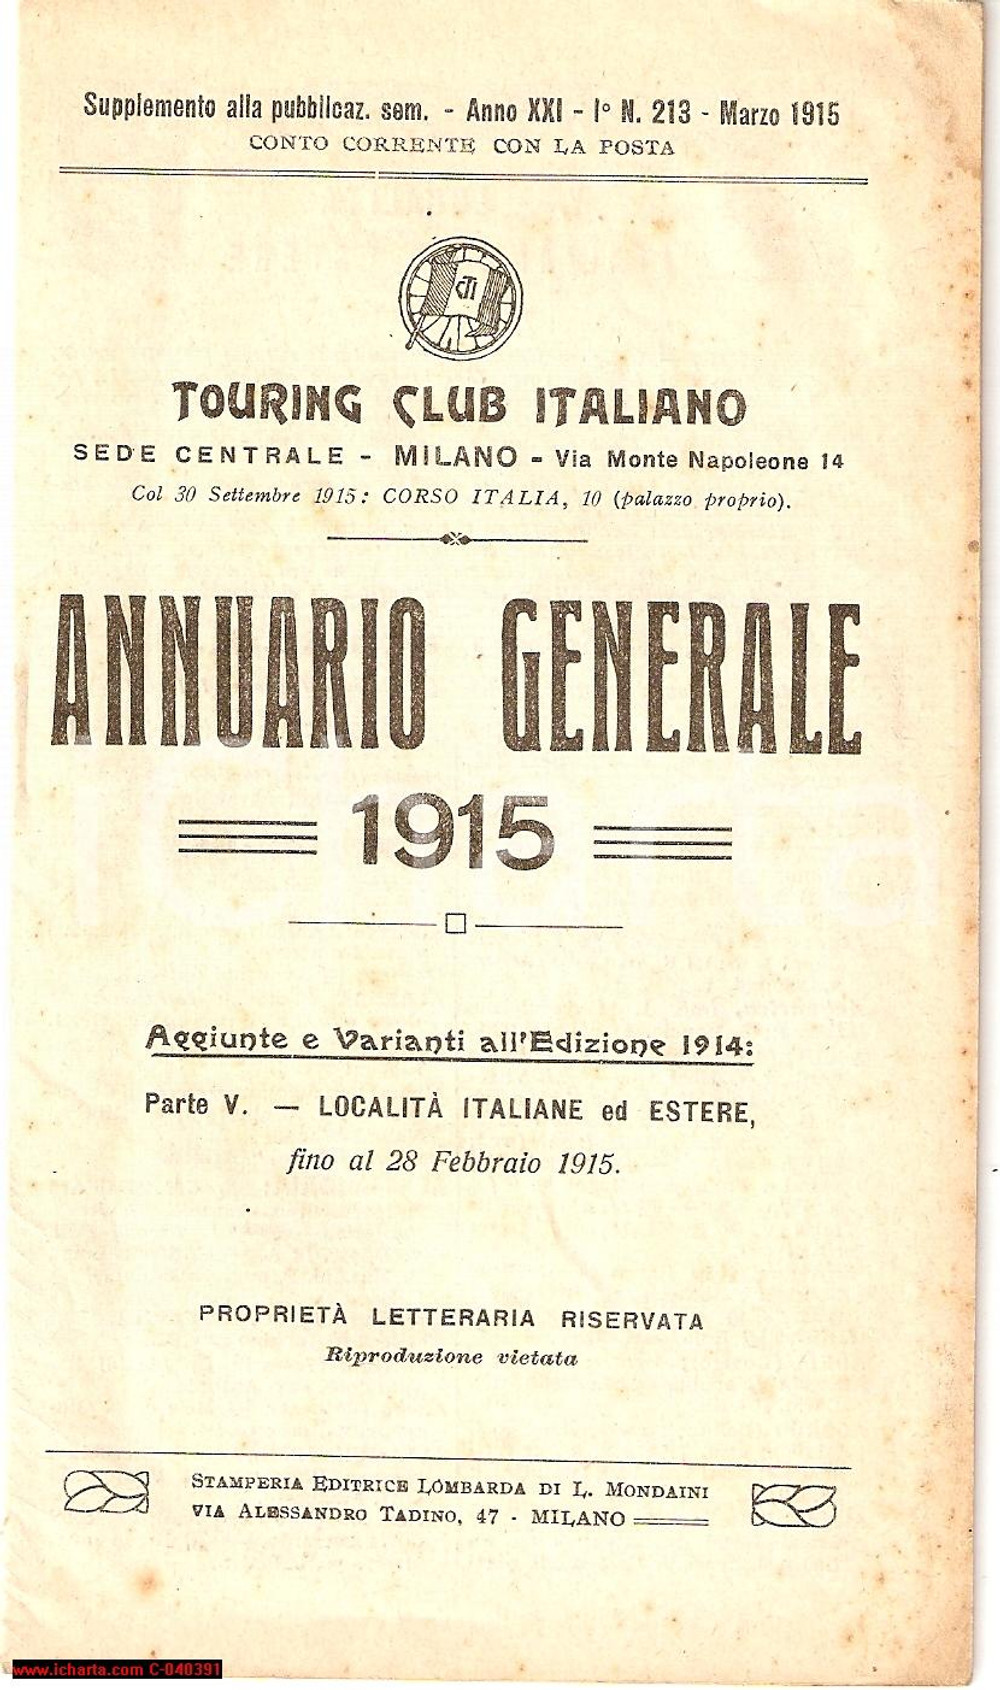 Supplemento alla pubblicaz. sem. - Anno XXI - I° N. 213 - Marzo 1915
CONTO CORRENTE CON LA POSTA
CTI
TOURING CLUB ITALIANO
SEDE CENTRALE - MILANO - Via Monte Napoleone 14
Col 30 Settembre 1915: CORSO ITALIA, 10 (palazzo proprio).
ANNUARIO GENERALE
1915
Aggiunte e Varianti all'Edizione 1914:
Parte V. — LOCALITÀ ITALIANE ed ESTERE,
fino al 28 Febbraio 1915.
PROPRIETÀ LETTERARIA RISERVATA
Riproduzione vietata
STAMPERIA EDITRICE LOMBARDA DI L. MONDAINI
VIA ALESSANDRO TADINO, 47 - MILANO
www.icharta.com C-040391